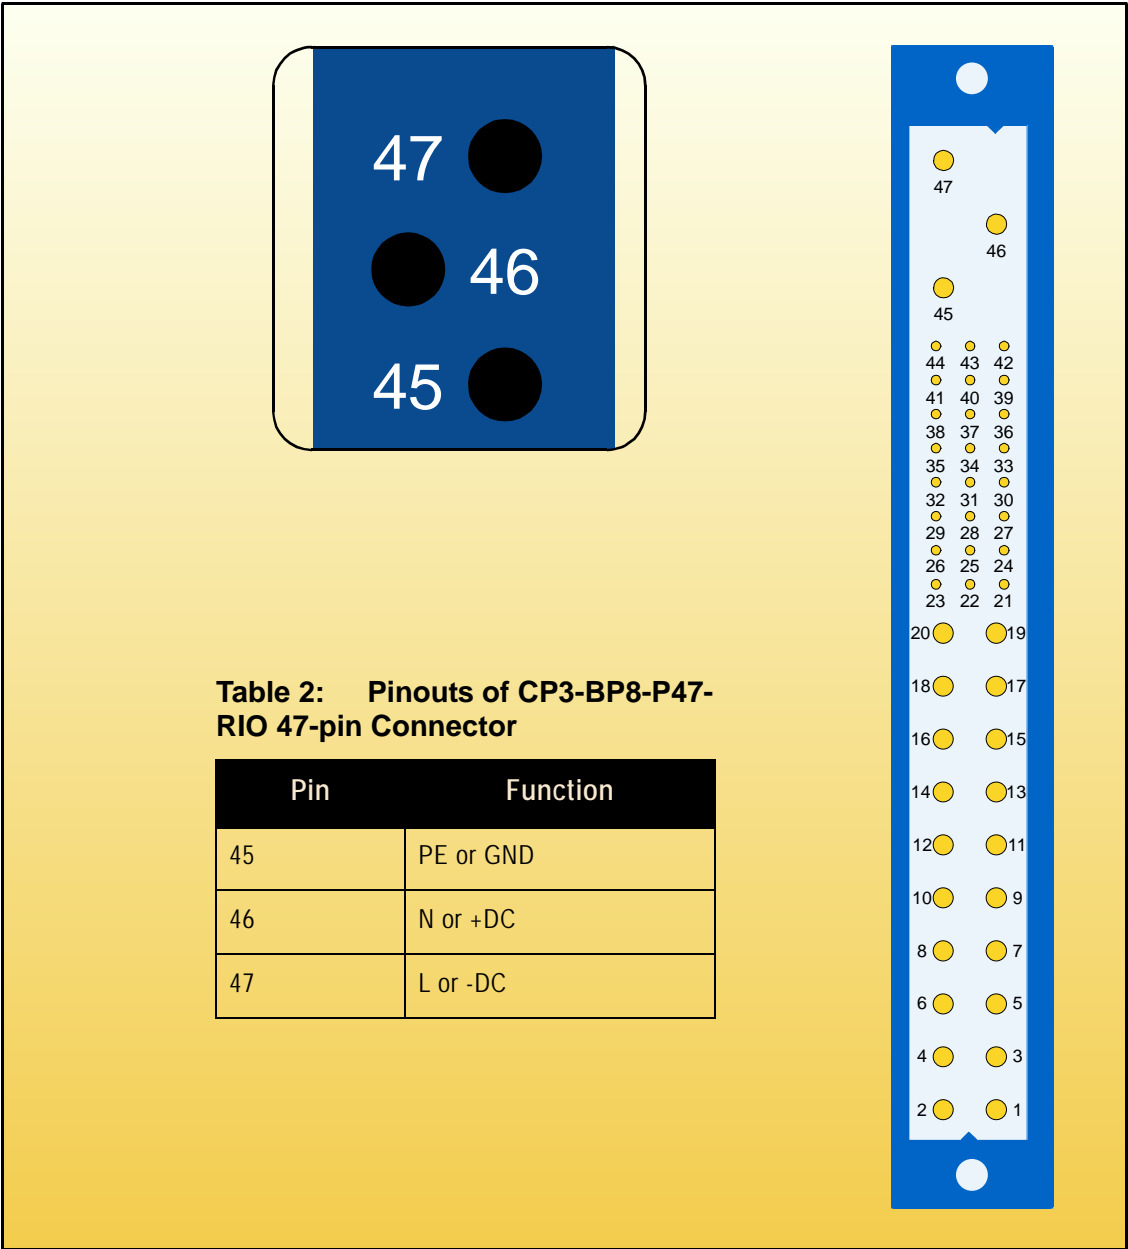 47
46
45
Table 2: Pinouts of CP3-BP8-P47-
RIO 47-pin Connector
Pin Function
45 PE or GND
46 N or +DC
47 L or -DC
47
46
45
44 43 42
41 40 39
38 37 36
35 34 33
32 31 30
29 28 27
26 25 24
23 22 21
20 19
18 17
16 15
14 13
12 11
10 9
8 7
6 5
4 3
2 1